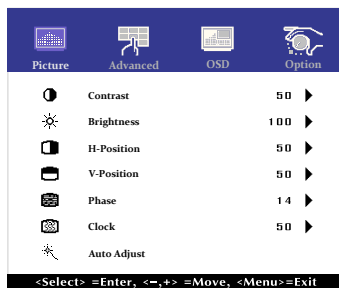 Picture Advanced OSD Option
Contrast 50
Brightness 100
H-Position 50
V-Position 50
Phase 14
Clock 50
Auto Adjust
<Select> =Enter, <-,+> =Move, <Menu>=Exit